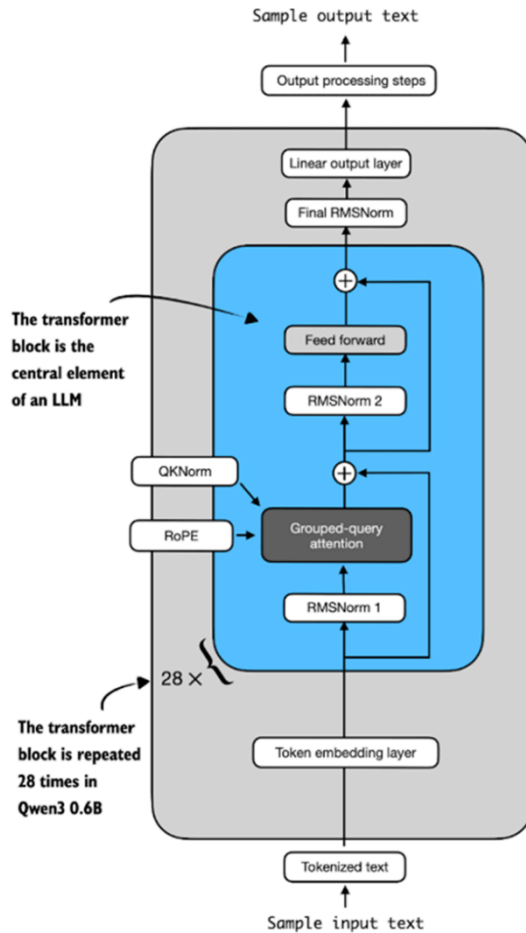 Sample output text
Output processing steps
Linear output layer
Final RMSNorm
The transformer
block is the
central element
of an LLM
Feed forward
RMSNorm 2
QKNorm
RoPE
Grouped-query
attention
RMSNorm 1
28 ×
The transformer
block is repeated
28 times in
Qwen3 0.6B
Token embedding layer
Tokenized text
Sample input text